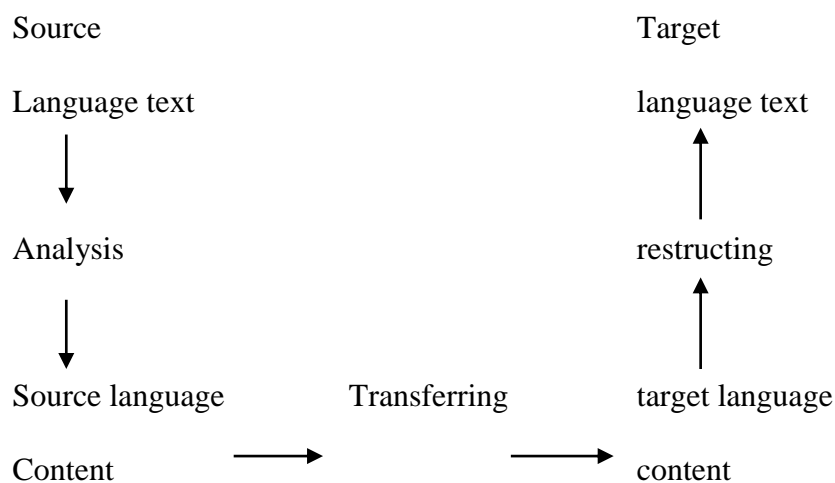 Source Target
Language text language text
Analysis restructing
Source language Transferring target language
Content content